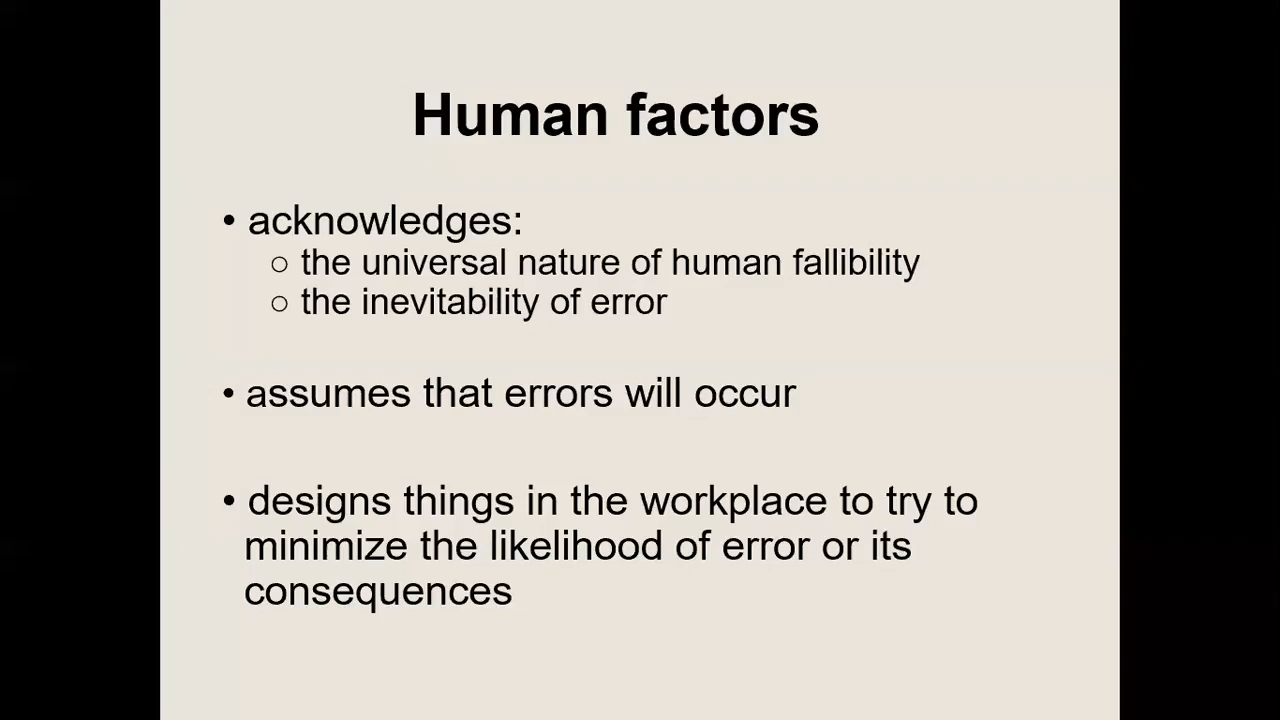 Human factors
• acknowledges:
○ the universal nature of human fallibility
○ the inevitability of error
• assumes that errors will occur
• designs things in the workplace to try to
minimize the likelihood of error or its
consequences